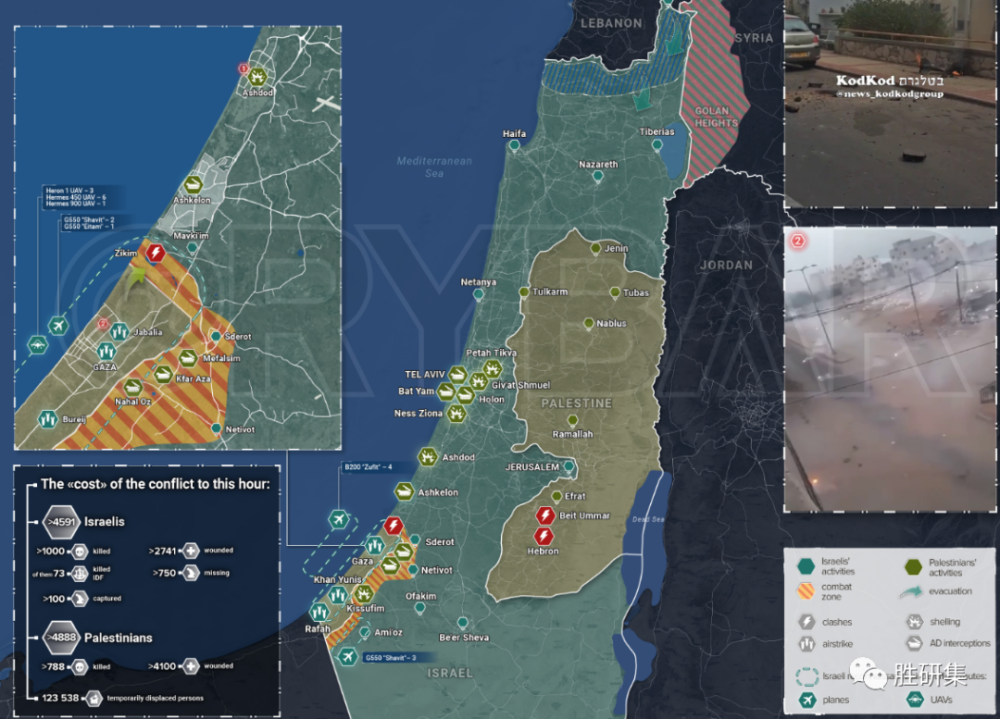 LEBANON
SYRIA
GOLAN
HEIGHTS
Mediterranean
Sea
Haifa
Tiberias
Nazareth
JORDAN
Jenin
Netanya
Tulkarm
Tubas
Nablus
Petah Tikva
TEL AVIV
Giv'at Shmuel
Bat Yam
Holon
Ness Ziona
PALESTINE
Ramallah
Ashdod
JERUSALEM
Ashkelon
Efrat
Beit Ummar
Hebron
Dead Sea
B200 "Zufit" – 4
Sderot
Gaza
Netivot
Khan Yunis
Ofakim
Kissufim
Rafah
Ami'oz
Be'er Sheva
G550 "Shavit"– 3
ISRAEL
@RYBAR
1
Ashdod
Ashkelon
Heron 1 UAV – 3
Hermes 450 UAV – 6
Hermes 900 UAV – 1
G550 "Shavit"– 2
G550 "Eitam" – 1
Mavki'im
Zikim
2
Jabalia
Sderot
GAZA
Mefalsim
Kfar Aza
Nahal Oz
Bureij
Netivot
The «cost» of the conflict to this hour:
>4591 Israelis
>1000 killed >2741 wounded
of them 73 killed IDF >750 missing
>100 captured
>4888 Palestinians
>788 killed >4100 wounded
123 538 temporarily displaced persons
KodKod בטלגרם
@news_kodkodgroup
2
Israelis' activities
Palestinians' activities
combat zone
evacuation
clashes
shelling
airstrike
AD interceptions
Israeli
planes
UAVs
胜研集